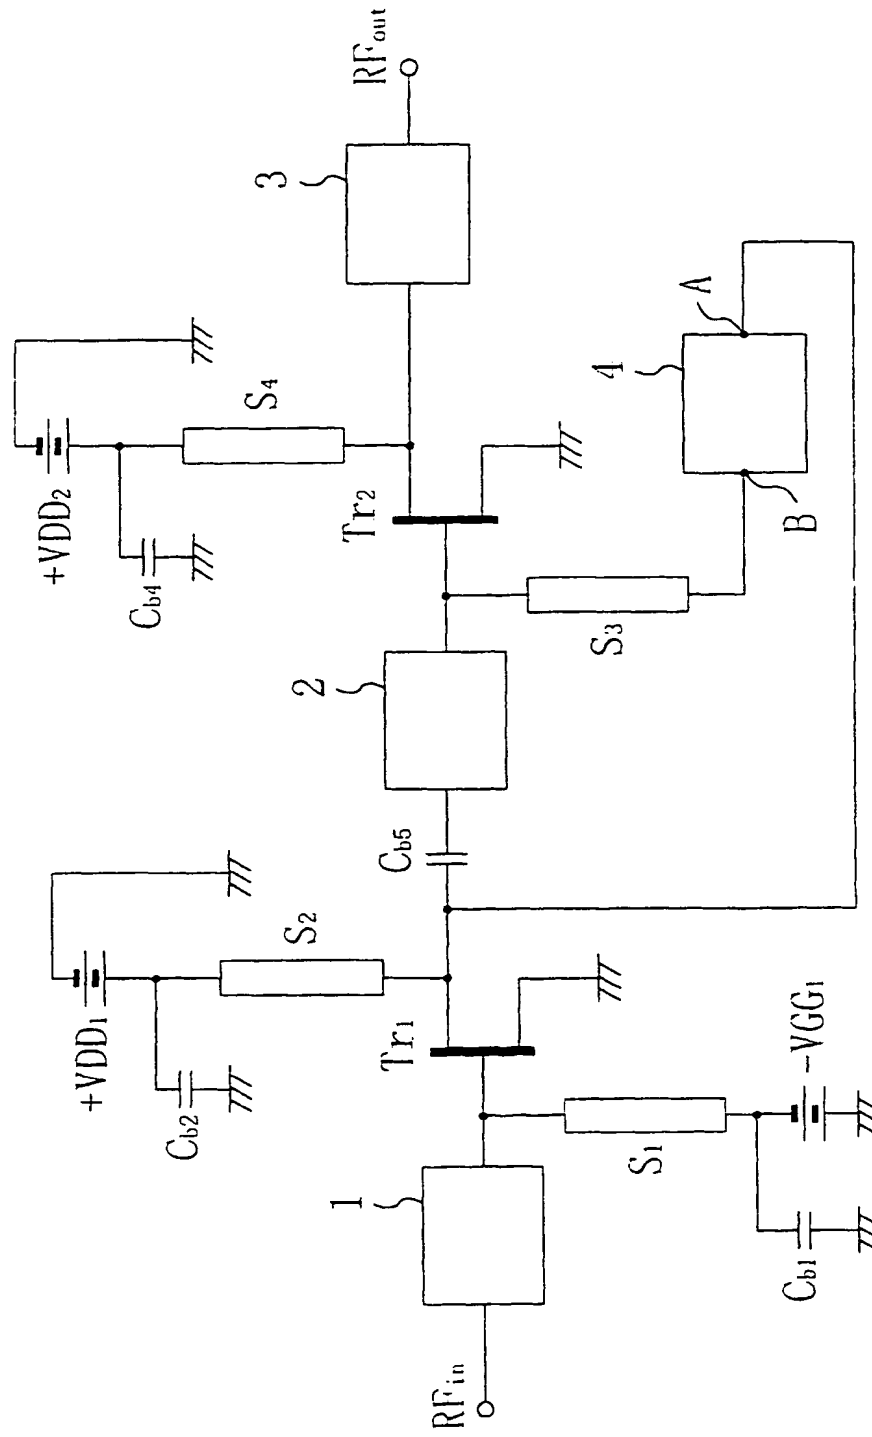 RFin
1
Cb1
S1
-VGG1
Tr1
Cb2
+VDD1
S2
Cb5
2
S3
B
4
A
Tr2
Cb4
+VDD2
S4
3
RFout